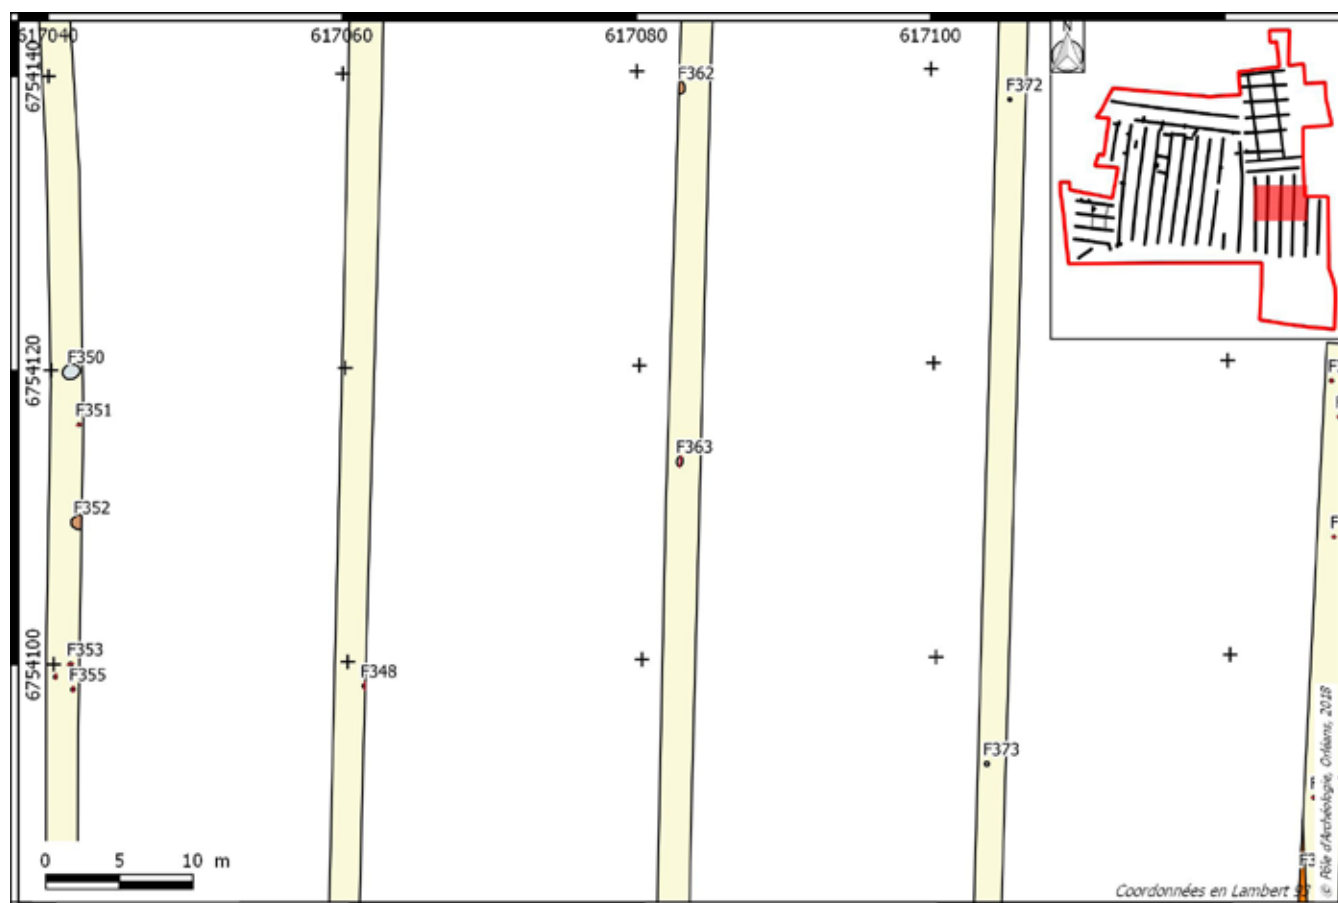 617040
617060
617080
617100
N
6754140
F362
F372
F350
6754120
F351
F363
F352
F353
F355
6754100
F348
F373
0 5 10 m
Coordonnées en Lambert 93
© Pôle d'Archéologie, Orléans, 2018